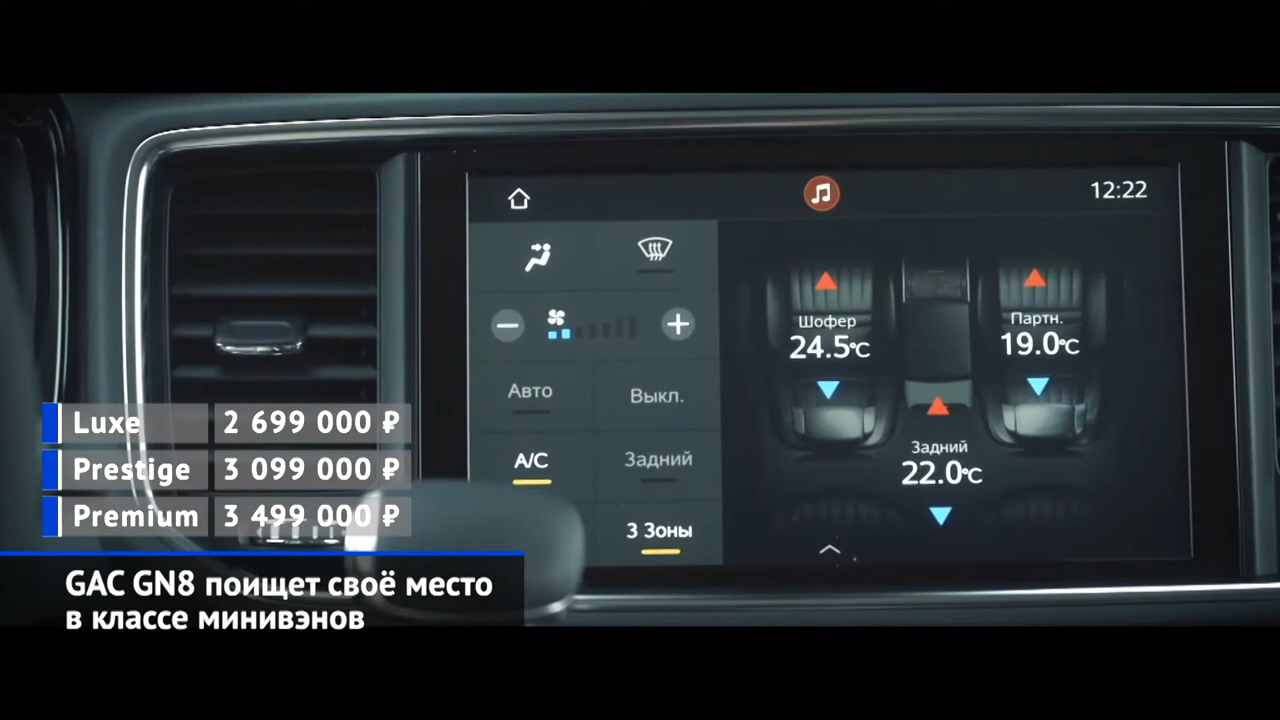 12:22
Шофер
24.5°C
Партн.
19.0°C
Авто
Выкл.
A/C
Задний
Задний
22.0°C
3 Зоны
Luxe 2 699 000 ₽
Prestige 3 099 000 ₽
Premium 3 499 000 ₽
GAC GN8 поищет своё место
в классе минивэнов